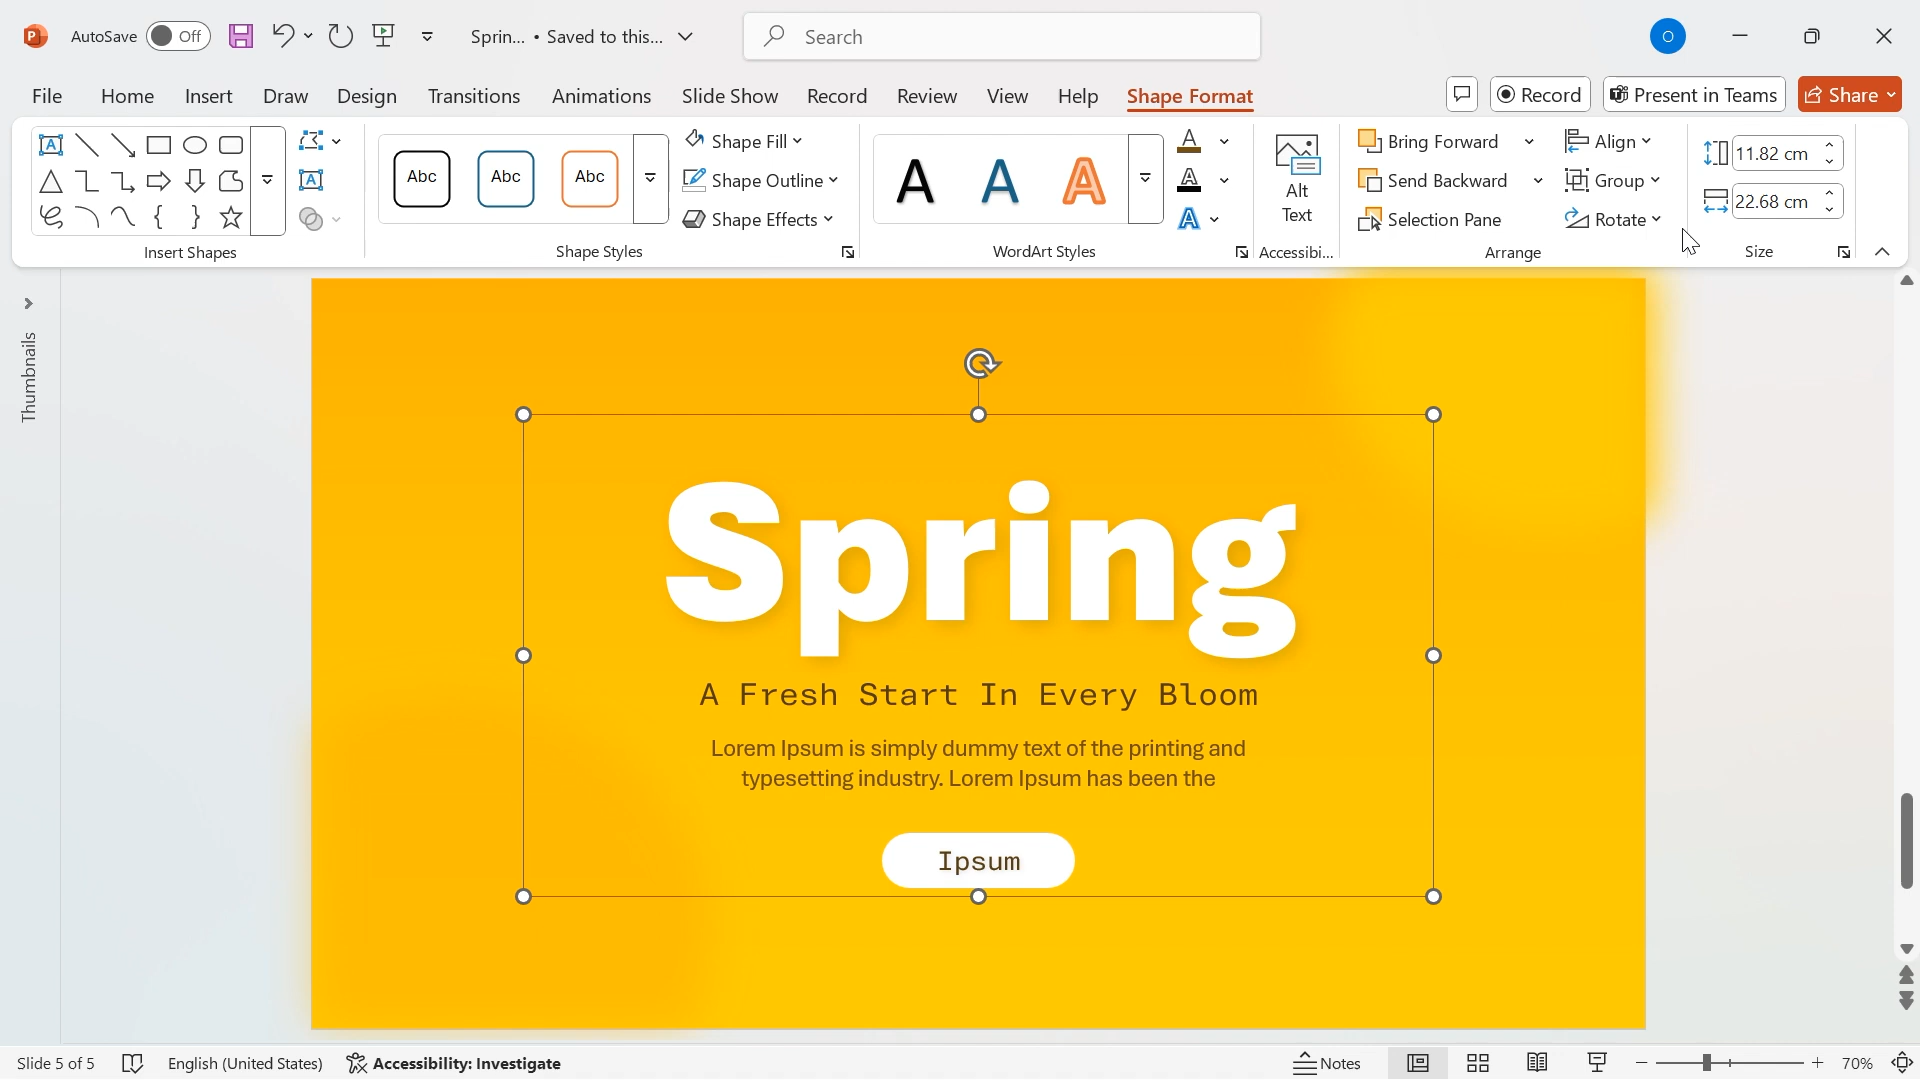 AutoSave Off Sprin... • Saved to this... Search O
File Home Insert Draw Design Transitions Animations Slide Show Record Review View Help Shape Format Record Present in Teams Share
Abc Abc Abc
Shape Fill
Shape Outline
Shape Effects
A A A
A
A
A
Alt
Text
Bring Forward
Send Backward
Selection Pane
Align
Group
Rotate
11.82 cm
22.68 cm
Insert Shapes Shape Styles WordArt Styles Accessibi... Arrange Size
Thumbnails
Spring
A Fresh Start In Every Bloom
Lorem Ipsum is simply dummy text of the printing and
typesetting industry. Lorem Ipsum has been the
Ipsum
Slide 5 of 5 English (United States) Accessibility: Investigate Notes 70%